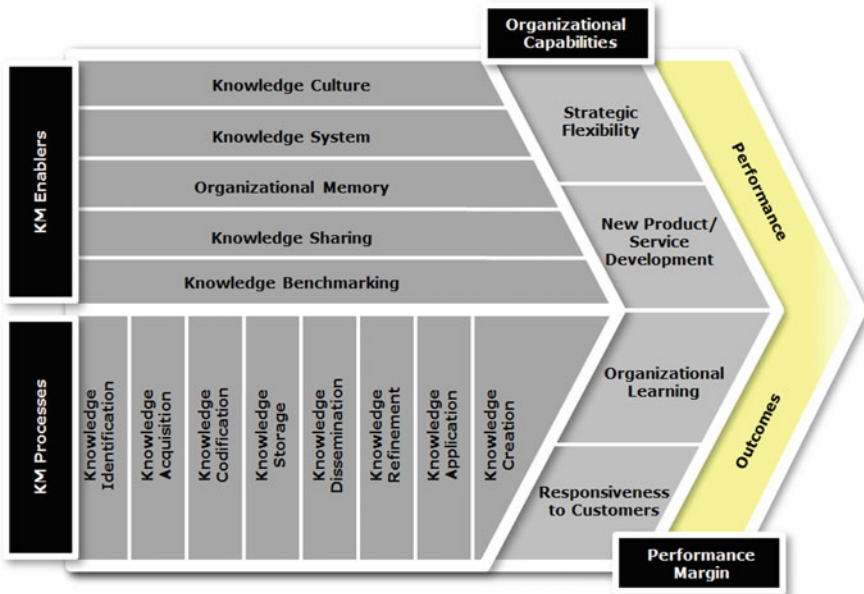 Organizational
Capabilities
KM Enablers
Knowledge Culture
Knowledge System
Organizational Memory
Knowledge Sharing
Knowledge Benchmarking
Strategic
Flexibility
New Product/
Service
Development
Performance
KM Processes
Knowledge
Identification
Knowledge
Acquisition
Knowledge
Codification
Knowledge
Storage
Knowledge
Dissemination
Knowledge
Refinement
Knowledge
Application
Knowledge
Creation
Organizational
Learning
Responsiveness
to Customers
Outcomes
Performance
Margin